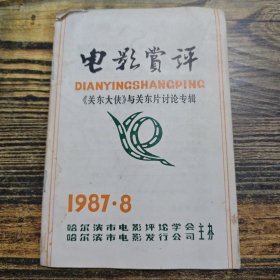 电影赏评
DIANYINGSHANGPING
《关东大侠》与关东片讨论专辑
1987·8
哈尔滨市电影评论学会
哈尔滨市电影发行公司 主办